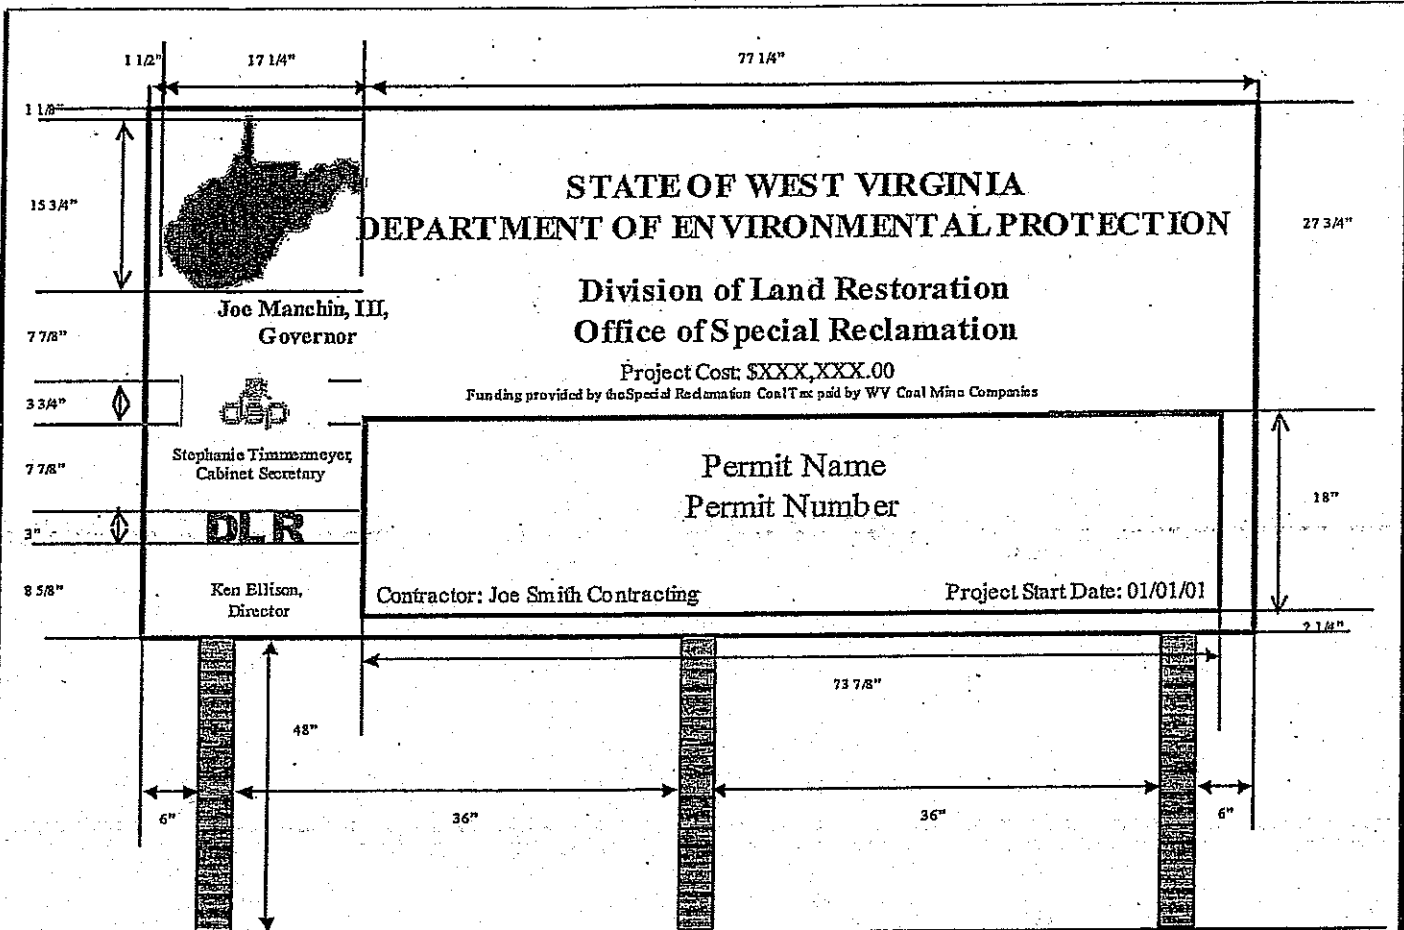 1 1/2"
17 1/4"
77 1/4"
1 1/8"
15 3/4"
STATE OF WEST VIRGINIA
DEPARTMENT OF ENVIRONMENTAL PROTECTION
27 3/4"
Division of Land Restoration
Office of Special Reclamation
Joe Manchin, III,
Governor
7 7/8"
Project Cost: $XXX,XXX.00
Funding provided by the Special Reclamation Coal Tax paid by WV Coal Mine Companies
3 3/4"
dep
Stephanie Timmermeyer,
Cabinet Secretary
7 7/8"
Permit Name
Permit Number
18"
3"
DLR
8 5/8"
Ken Ellison,
Director
Contractor: Joe Smith Contracting
Project Start Date: 01/01/01
2 1/4"
73 7/8"
48"
6"
36"
36"
6"